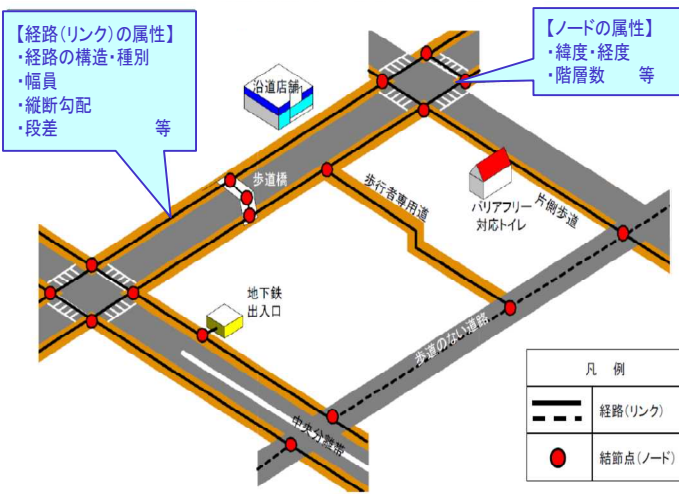 【経路(リンク)の属性】
・経路の構造・種別
・幅員
・縦断勾配
・段差 等
【ノードの属性】
・緯度・経度
・階層数 等
沿道店舗
歩道橋
歩行者専用道
バリアフリー
対応トイレ
片側歩道
地下鉄
出入口
歩道のない道路
中央分離帯
凡 例
経路(リンク)
結節点(ノード)